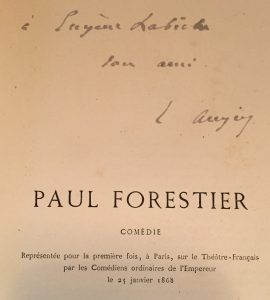 à Eugène Labiche
son ami
E Augier
PAUL FORESTIER
COMÉDIE
Représentée pour la première fois, à Paris, sur le Théâtre-Français
par les Comédiens ordinaires de l'Empereur
le 25 janvier 1868